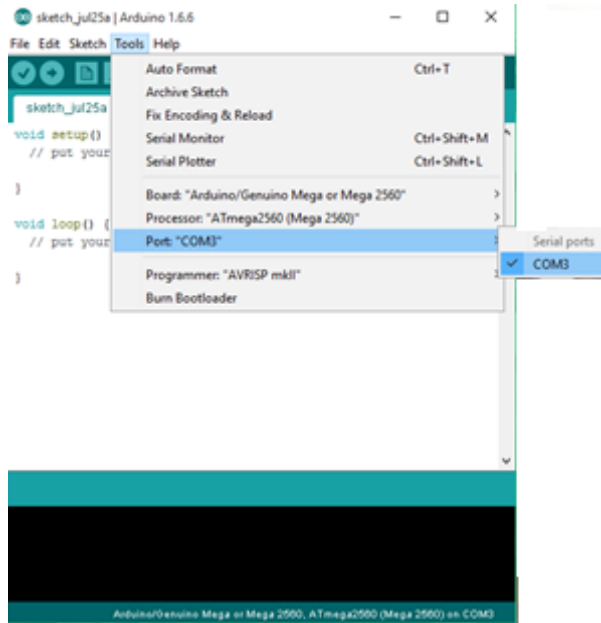 sketch_jul25a | Arduino 1.6.6
File Edit Sketch Tools Help
sketch_jul25a
void setup()
// put your
}
void loop() {
// put your
}
Auto Format Ctrl+T
Archive Sketch
Fix Encoding & Reload
Serial Monitor Ctrl+Shift+M
Serial Plotter Ctrl+Shift+L
Board: "Arduino/Genuino Mega or Mega 2560"
Processor: "ATmega2560 (Mega 2560)"
Port: "COM3"
Programmer: "AVRISP mkII"
Burn Bootloader
Serial ports
COM3
Arduino/Genuino Mega or Mega 2560, ATmega2560 (Mega 2560) on COM3